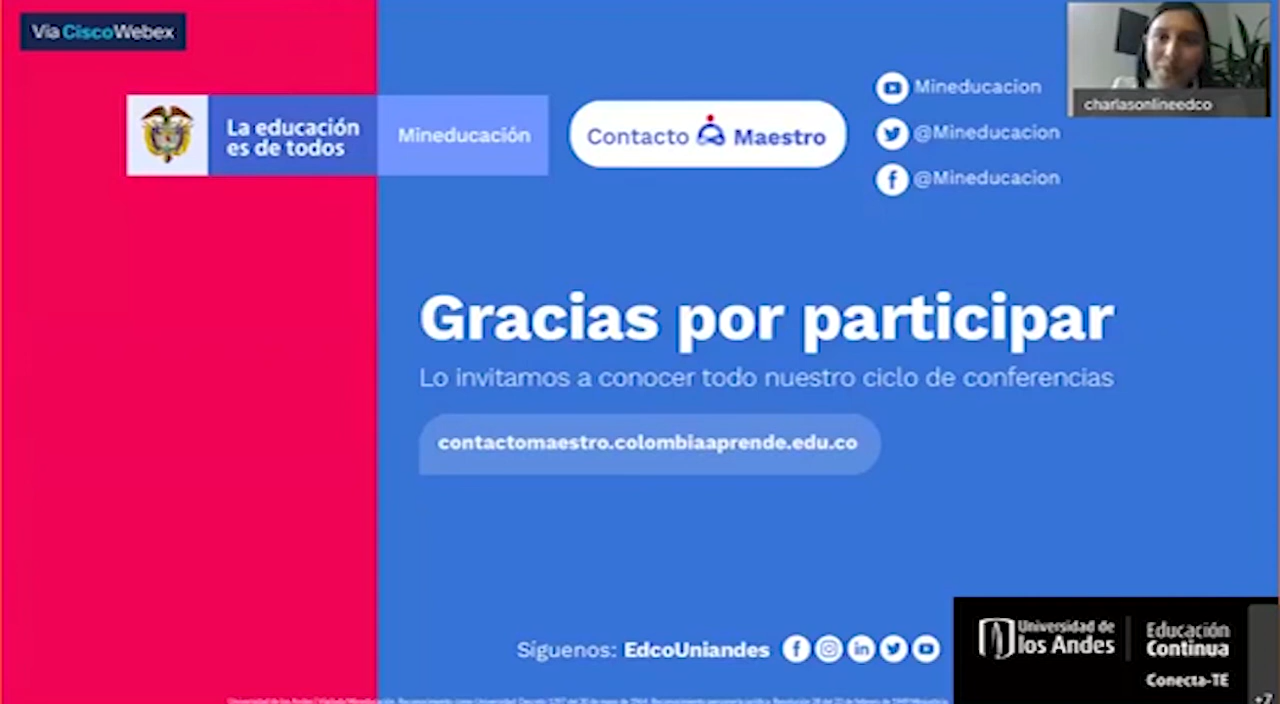 Vía CiscoWebex
La educación
es de todos
Mineducación
Contacto Maestro
Mineducacion
@Mineducacion
@Mineducacion
charlasonlineedco
Gracias por participar
Lo invitamos a conocer todo nuestro ciclo de conferencias
contactomaestro.colombiaaprende.edu.co
Síguenos: EdcoUniandes
Universidad de
los Andes
Educación
Continua
Conecta-TE
+7